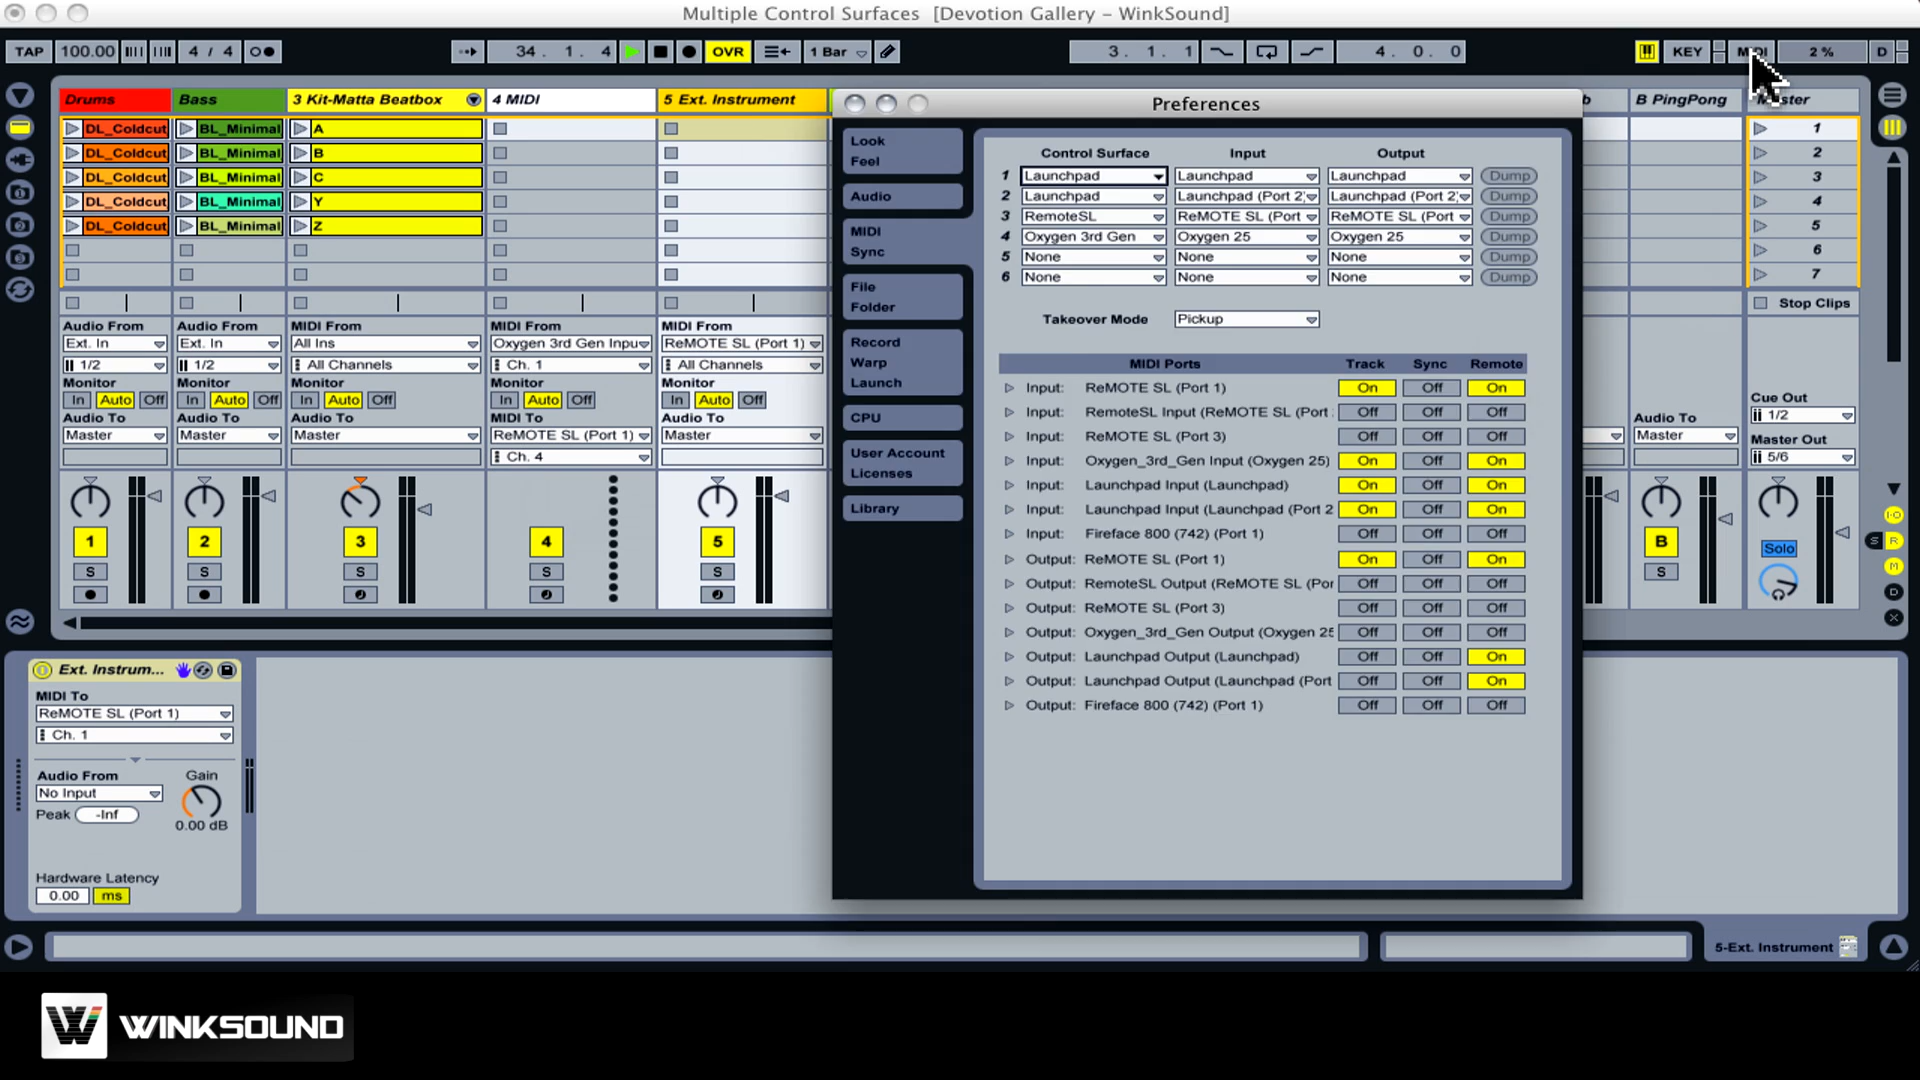 Multiple Control Surfaces [Devotion Gallery – WinkSound]
TAP 100.00 4 / 4 34. 1. 4 OVR 1 Bar 3. 1. 1 4. 0. 0 KEY MIDI 2 % D
Drums Bass 3 Kit-Matta Beatbox 4 MIDI 5 Ext. Instrument b B PingPong Master
DL_Coldcut BL_Minimal A 1
DL_Coldcut BL_Minimal B 2
DL_Coldcut BL_Minimal C 3
DL_Coldcut BL_Minimal Y 4
DL_Coldcut BL_Minimal Z 5
6
7
Stop Clips
Audio From Audio From MIDI From MIDI From MIDI From
Ext. In Ext. In All Ins Oxygen 3rd Gen Inpu ReMOTE SL (Port 1)
1/2 1/2 All Channels Ch. 1 All Channels
Monitor Monitor Monitor Monitor Monitor
In Auto Off In Auto Off In Auto Off In Auto Off In Auto Off
Audio To Audio To Audio To MIDI To Audio To
Master Master Master ReMOTE SL (Port 1) Master
Ch. 4
Audio To
Master
Cue Out
1/2
Master Out
5/6
1 2 3 4 5 B Solo
S S S S S S
S R
M
D
X
Preferences
Look
Feel
Audio
MIDI
Sync
File
Folder
Record
Warp
Launch
CPU
User Account
Licenses
Library
Control Surface Input Output
1 Launchpad Launchpad Launchpad Dump
2 Launchpad Launchpad (Port 2) Launchpad (Port 2) Dump
3 RemoteSL ReMOTE SL (Port ReMOTE SL (Port Dump
4 Oxygen 3rd Gen Oxygen 25 Oxygen 25 Dump
5 None None None Dump
6 None None None Dump
Takeover Mode Pickup
MIDI Ports Track Sync Remote
Input: ReMOTE SL (Port 1) On Off On
Input: RemoteSL Input (ReMOTE SL (Port Off Off Off
Input: ReMOTE SL (Port 3) Off Off Off
Input: Oxygen_3rd_Gen Input (Oxygen 25) On Off On
Input: Launchpad Input (Launchpad) On Off On
Input: Launchpad Input (Launchpad (Port 2 On Off On
Input: Fireface 800 (742) (Port 1) Off Off Off
Output: ReMOTE SL (Port 1) On Off On
Output: RemoteSL Output (ReMOTE SL (Por Off Off Off
Output: ReMOTE SL (Port 3) Off Off Off
Output: Oxygen_3rd_Gen Output (Oxygen 25 Off Off Off
Output: Launchpad Output (Launchpad) Off Off On
Output: Launchpad Output (Launchpad (Port Off Off On
Output: Fireface 800 (742) (Port 1) Off Off Off
Ext. Instrum...
MIDI To
ReMOTE SL (Port 1)
Ch. 1
Audio From Gain
No Input
Peak -Inf 0.00 dB
Hardware Latency
0.00 ms
5-Ext. Instrument
W WINKSOUND